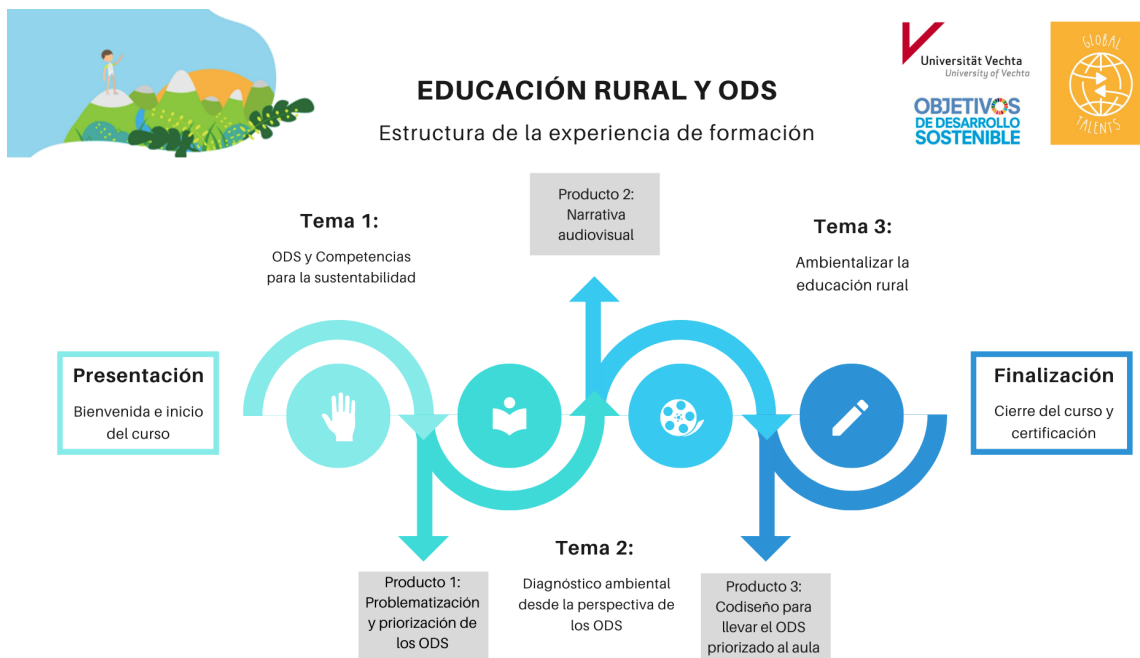 EDUCACIÓN RURAL Y ODS
Estructura de la experiencia de formación
Universität Vechta
University of Vechta
OBJETIVOS
DE DESARROLLO
SOSTENIBLE
GLOBAL
TALENTS
Tema 1:
ODS y Competencias
para la sustentabilidad
Producto 2:
Narrativa
audiovisual
Tema 3:
Ambientalizar la
educación rural
Presentación
Bienvenida e inicio
del curso
Finalización
Cierre del curso y
certificación
Producto 1:
Problematización
y priorización de
los ODS
Tema 2:
Diagnóstico ambiental
desde la perspectiva de
los ODS
Producto 3:
Codiseño para
llevar el ODS
priorizado al aula